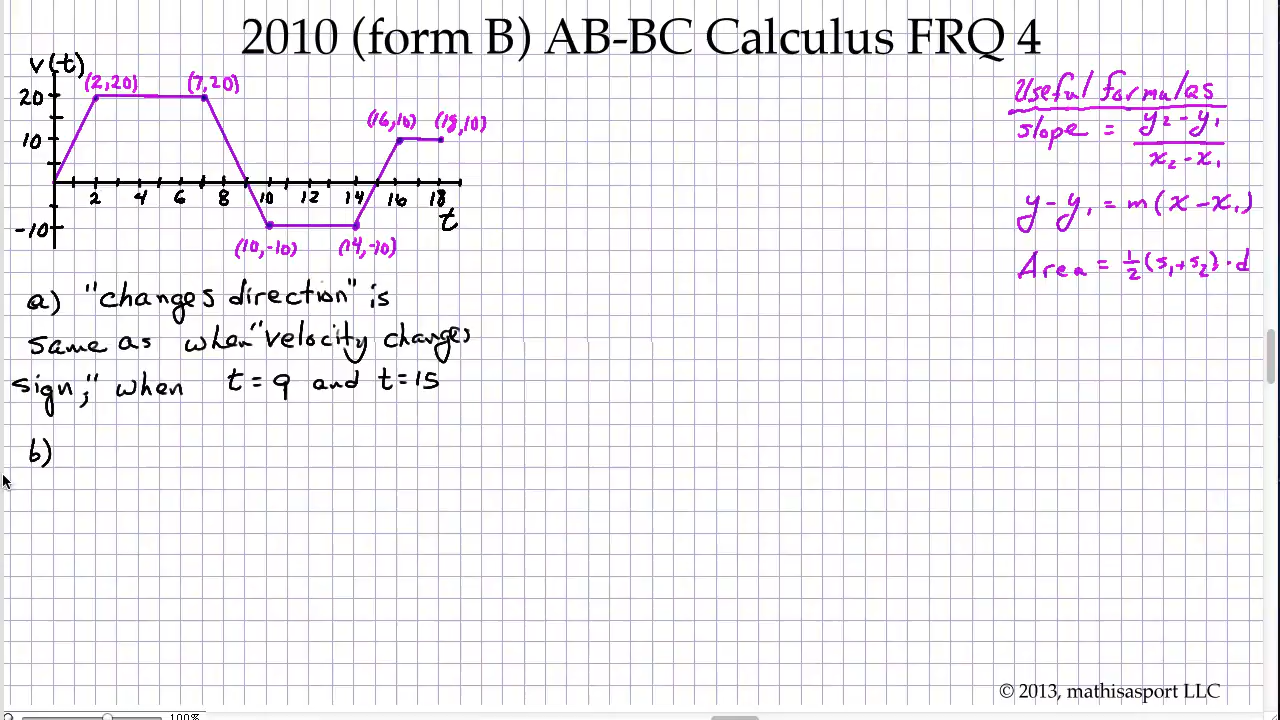 2010 (form B) AB-BC Calculus FRQ 4
v(t)
(2,20) (7,20)
20
10
-10
(16,10) (18,10)
2 4 6 8 10 12 14 16 18
t
(10,-10) (14,-10)
Useful formulas
slope = y₂ - y₁
x₂ - x₁
y - y₁ = m(x - x₁)
Area = ½(s₁+s₂)·d
a) "changes direction" is
same as when "velocity changes
sign;" when t = 9 and t = 15
b)
© 2013, mathisasport LLC
100%